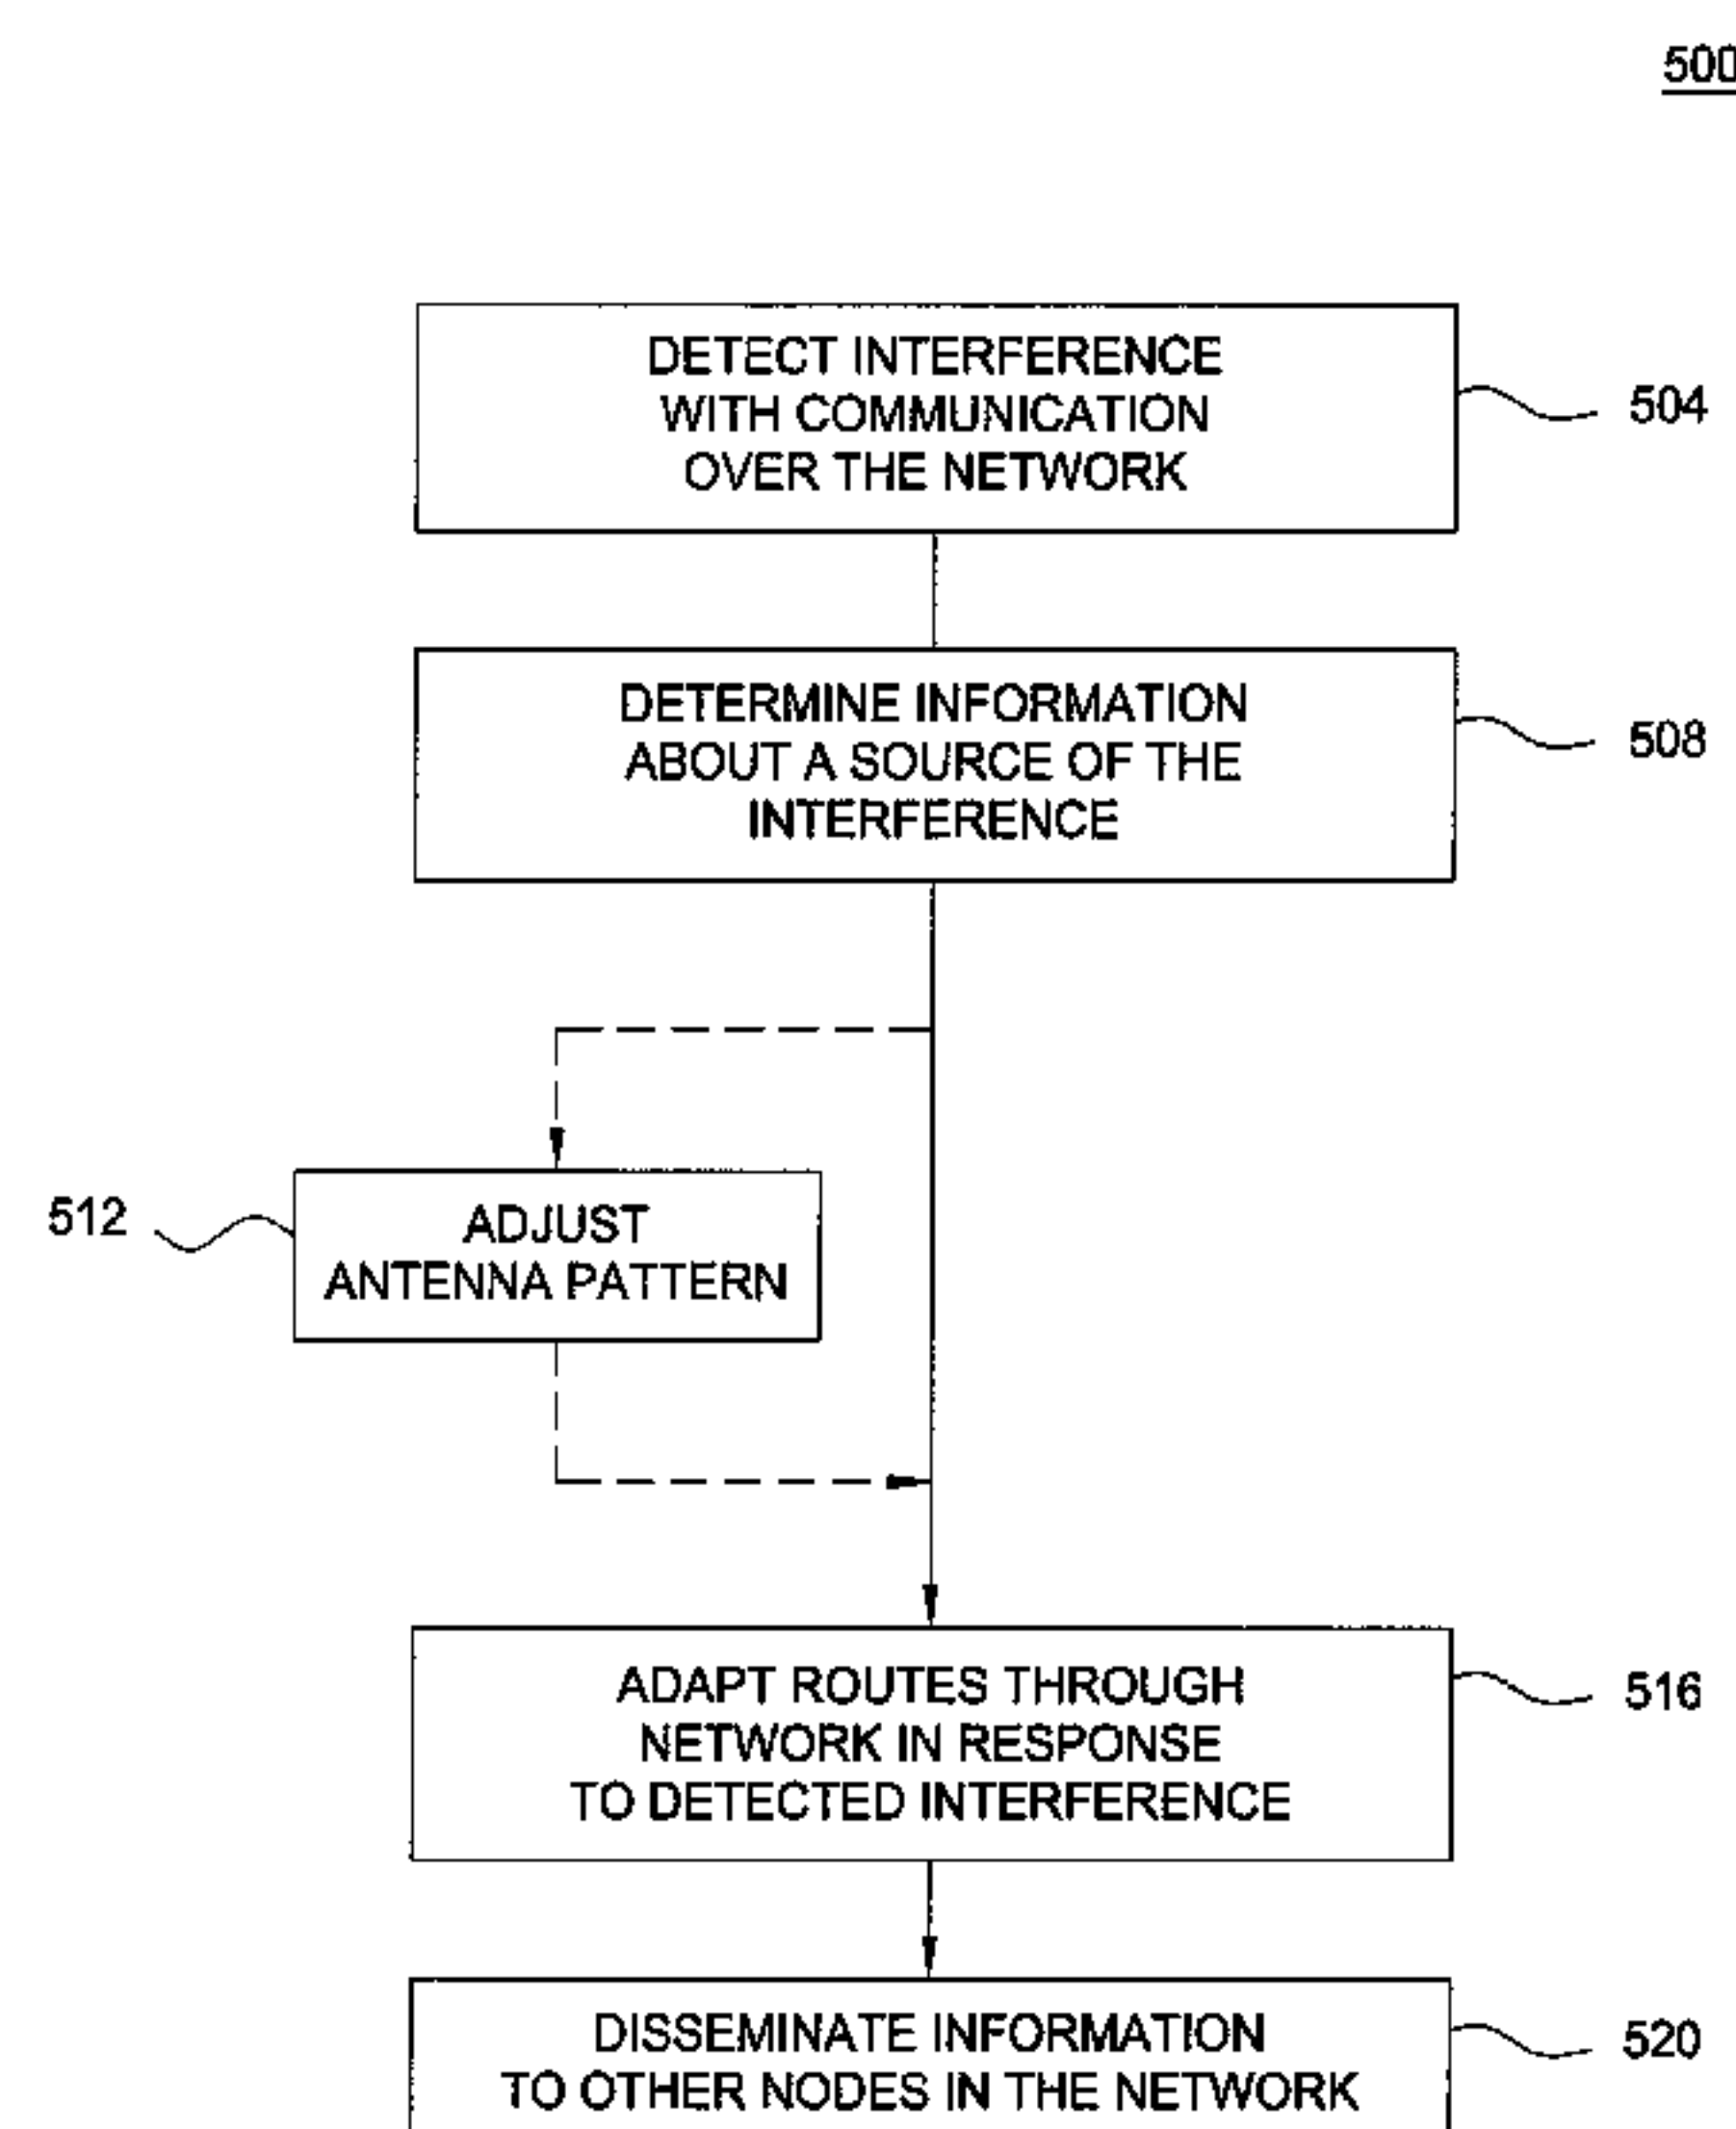 500
DETECT INTERFERENCE
WITH COMMUNICATION
OVER THE NETWORK
504
DETERMINE INFORMATION
ABOUT A SOURCE OF THE
INTERFERENCE
508
512
ADJUST
ANTENNA PATTERN
ADAPT ROUTES THROUGH
NETWORK IN RESPONSE
TO DETECTED INTERFERENCE
516
DISSEMINATE INFORMATION
TO OTHER NODES IN THE NETWORK
520